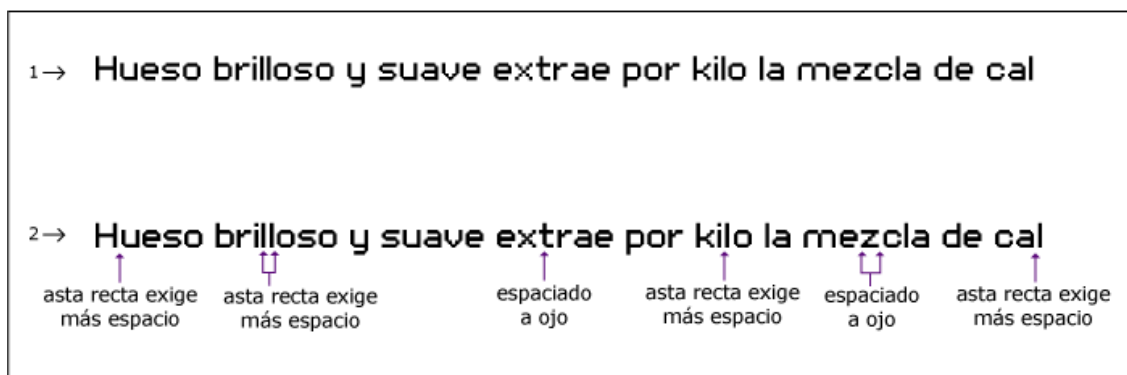 1→ Hueso brilloso y suave extrae por kilo la mezcla de cal
2→ Hueso brilloso y suave extrae por kilo la mezcla de cal
asta recta exige
más espacio
asta recta exige
más espacio
espaciado
a ojo
asta recta exige
más espacio
espaciado
a ojo
asta recta exige
más espacio